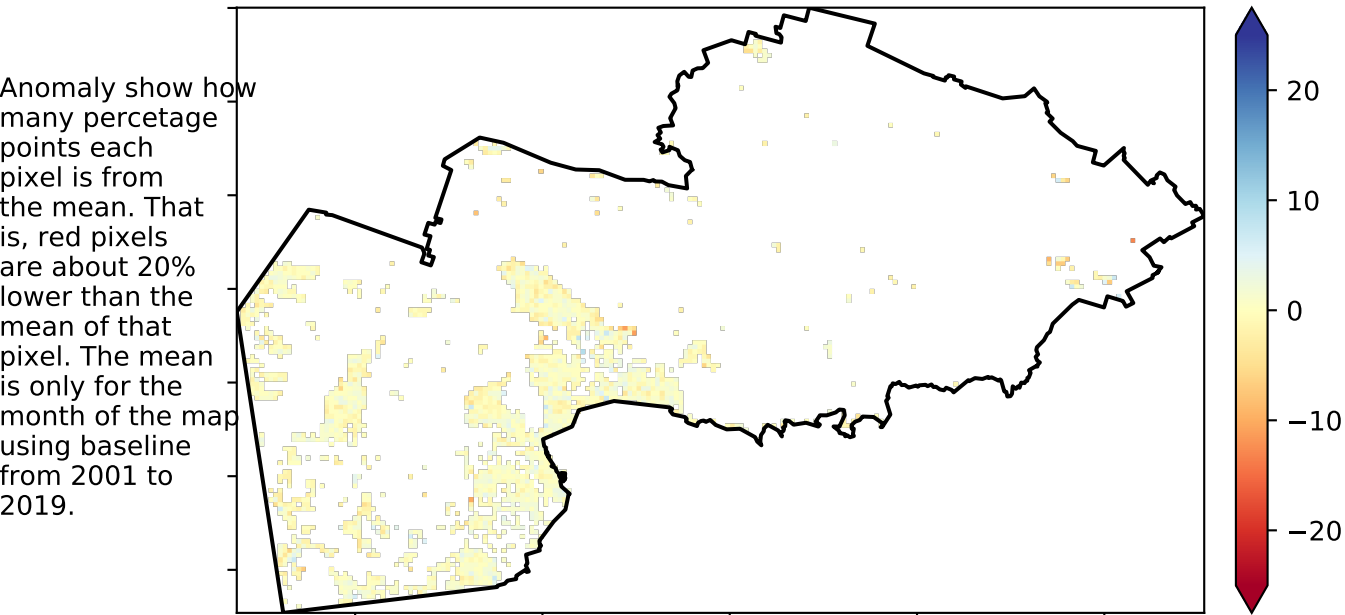 Anomaly show how
many percetage
points each
pixel is from
the mean. That
is, red pixels
are about 20%
lower than the
mean of that
pixel. The mean
is only for the
month of the map
using baseline
from 2001 to
2019.
20
10
0
−10
−20